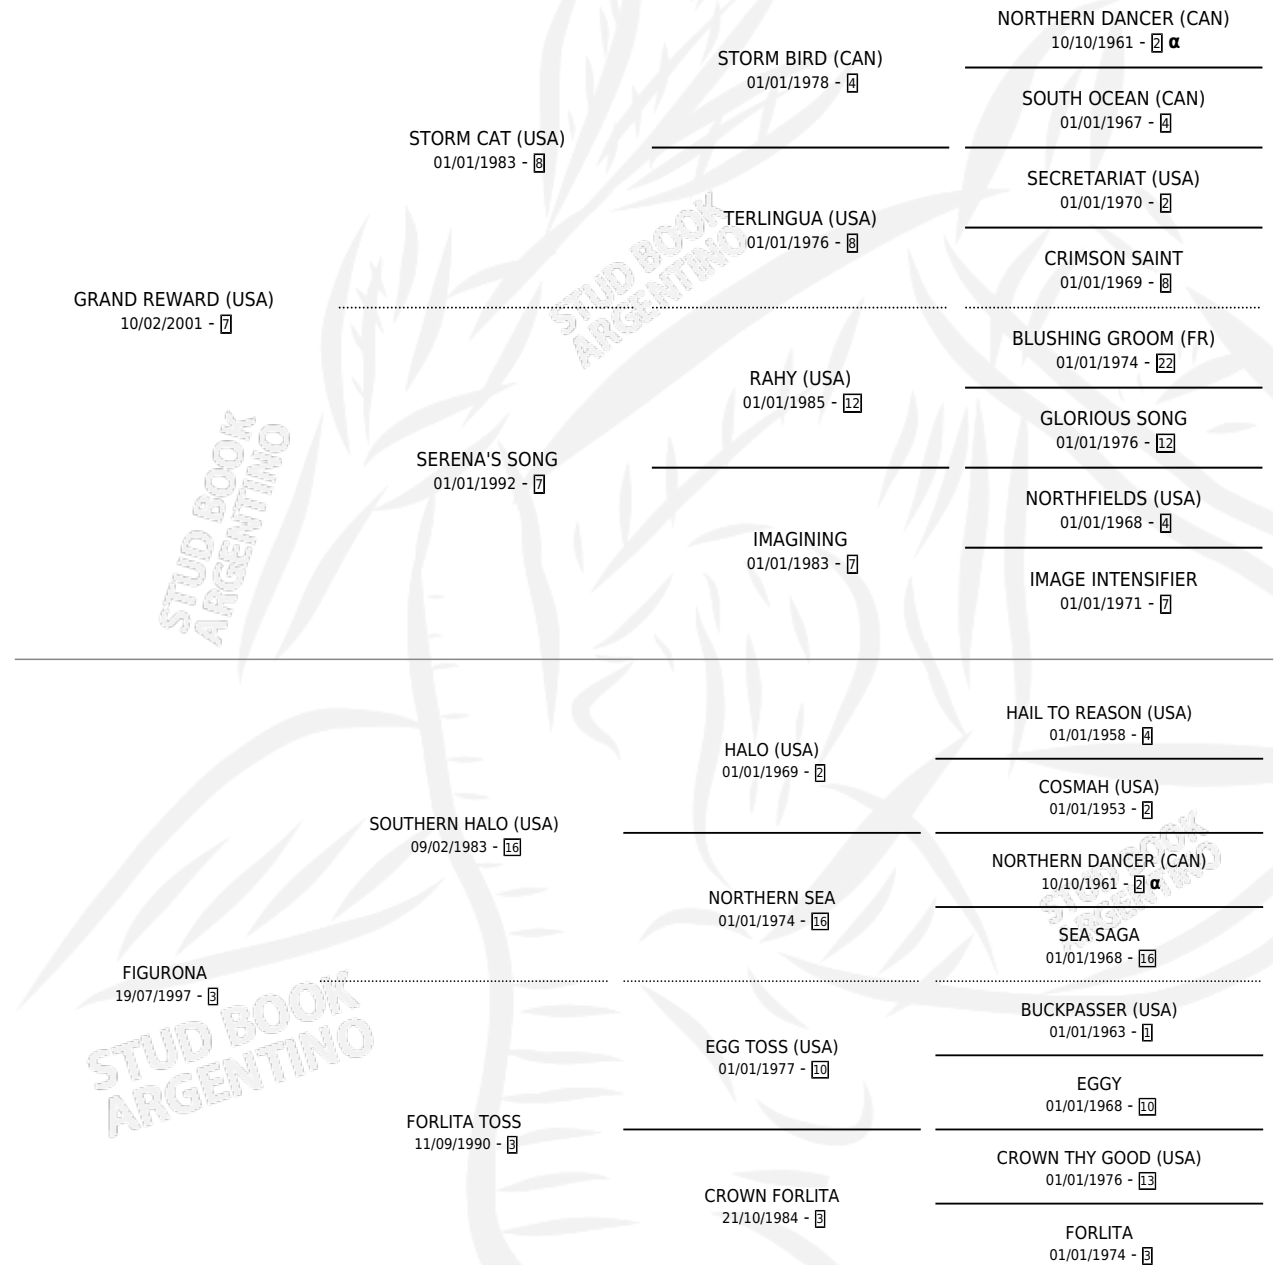 NORTHERN DANCER (CAN)
10/10/1961 - 2 α
STORM BIRD (CAN)
01/01/1978 - 4
SOUTH OCEAN (CAN)
01/01/1967 - 4
STORM CAT (USA)
01/01/1983 - 8
SECRETARIAT (USA)
01/01/1970 - 2
TERLINGUA (USA)
01/01/1976 - 8
CRIMSON SAINT
01/01/1969 - 8
STUD BOOK
ARGENTINO
GRAND REWARD (USA)
10/02/2001 - 7
BLUSHING GROOM (FR)
01/01/1974 - 22
RAHY (USA)
01/01/1985 - 12
GLORIOUS SONG
01/01/1976 - 12
SERENA'S SONG
01/01/1992 - 7
NORTHFIELDS (USA)
01/01/1968 - 4
IMAGINING
01/01/1983 - 7
IMAGE INTENSIFIER
01/01/1971 - 7
STUD BOOK
ARGENTINO
HAIL TO REASON (USA)
01/01/1958 - 4
HALO (USA)
01/01/1969 - 2
COSMAH (USA)
01/01/1953 - 2
SOUTHERN HALO (USA)
09/02/1983 - 16
NORTHERN DANCER (CAN)
10/10/1961 - 2 α
NORTHERN SEA
01/01/1974 - 16
SEA SAGA
01/01/1968 - 16
STUD BOOK
ARGENTINO
FIGURONA
19/07/1997 - 3
BUCKPASSER (USA)
01/01/1963 - 1
EGG TOSS (USA)
01/01/1977 - 10
EGGY
01/01/1968 - 10
FORLITA TOSS
11/09/1990 - 3
CROWN THY GOOD (USA)
01/01/1976 - 13
CROWN FORLITA
21/10/1984 - 3
FORLITA
01/01/1974 - 3
STUD BOOK
ARGENTINO